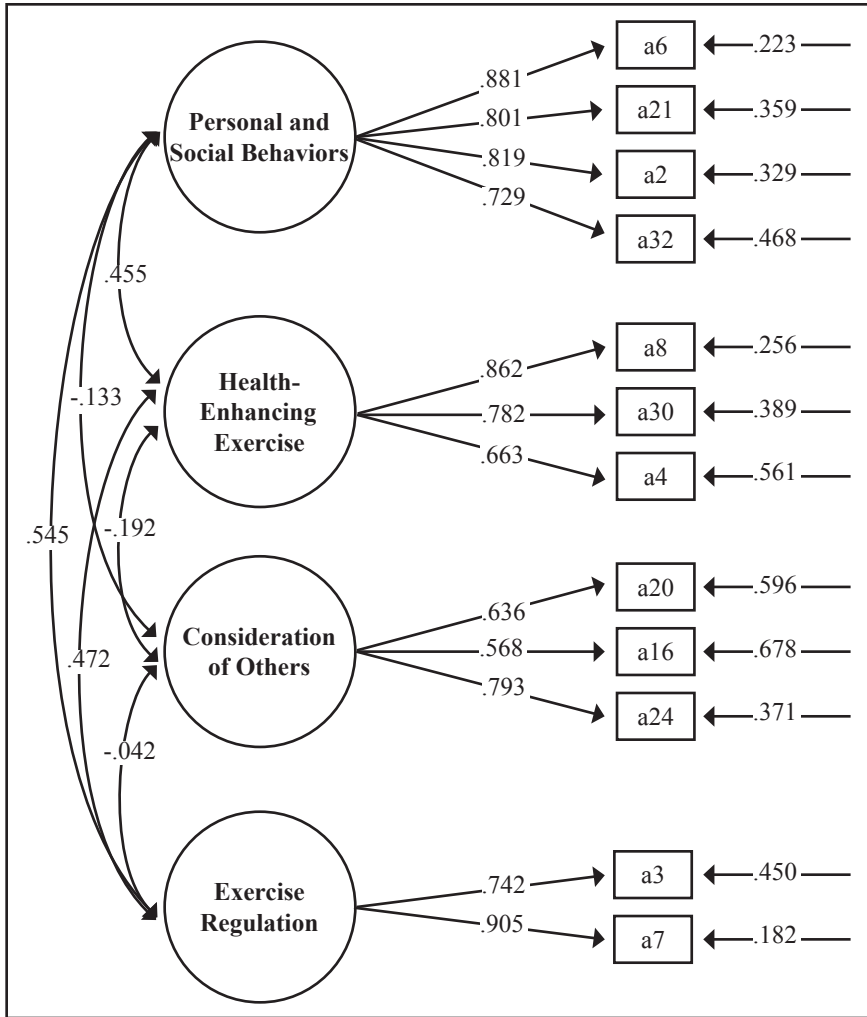 a6
.223
.881
Personal and
Social Behaviors
.801
a21
.359
.819
a2
.329
.729
a32
.468
.455
Health-
Enhancing
Exercise
.862
a8
.256
.782
a30
.389
.663
a4
.561
-.133
-.192
.545
Consideration
of Others
.636
a20
.596
.568
a16
.678
.793
a24
.371
.472
-.042
Exercise
Regulation
.742
a3
.450
.905
a7
.182